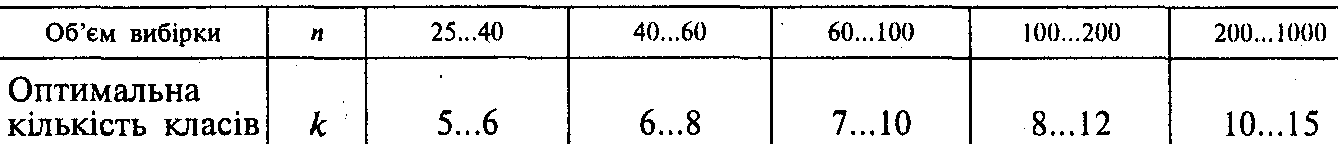 Об’єм вибірки n 25...40 40...60 60...100 100...200 200...1000
Оптимальна
кількість класів k 5...6 6...8 7...10 8...12 10...15